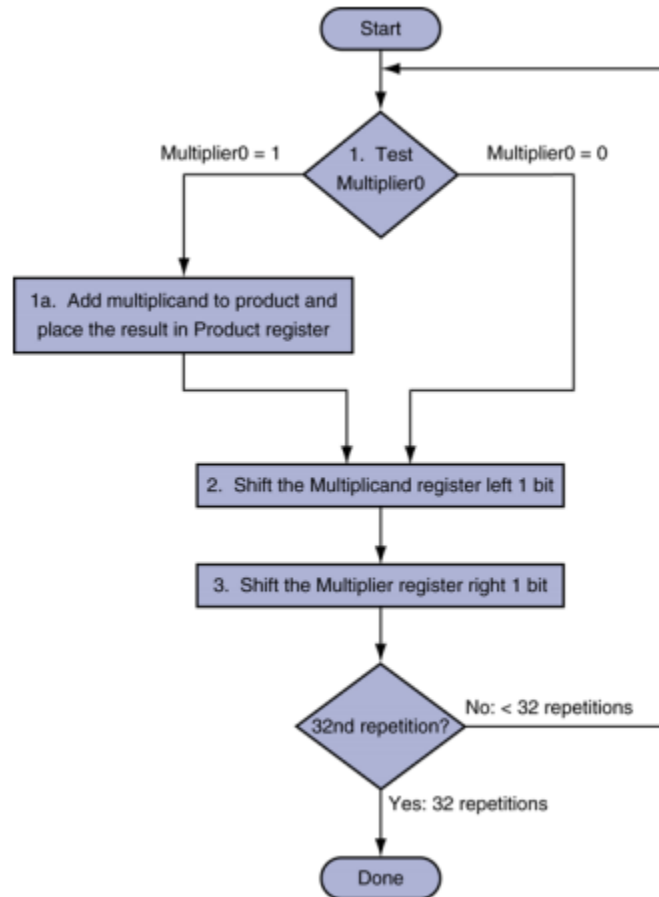 Start
Multiplier0 = 1
1. Test
Multiplier0
Multiplier0 = 0
1a. Add multiplicand to product and
place the result in Product register
2. Shift the Multiplicand register left 1 bit
3. Shift the Multiplier register right 1 bit
32nd repetition?
No: < 32 repetitions
Yes: 32 repetitions
Done